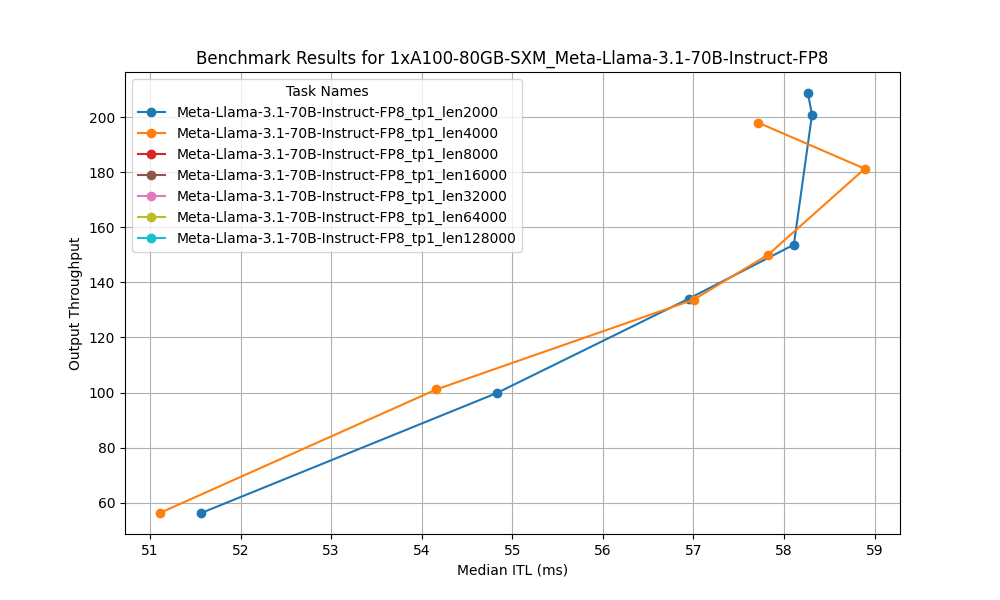 Benchmark Results for 1xA100-80GB-SXM_Meta-Llama-3.1-70B-Instruct-FP8
Task Names
Meta-Llama-3.1-70B-Instruct-FP8_tp1_len2000
Meta-Llama-3.1-70B-Instruct-FP8_tp1_len4000
Meta-Llama-3.1-70B-Instruct-FP8_tp1_len8000
Meta-Llama-3.1-70B-Instruct-FP8_tp1_len16000
Meta-Llama-3.1-70B-Instruct-FP8_tp1_len32000
Meta-Llama-3.1-70B-Instruct-FP8_tp1_len64000
Meta-Llama-3.1-70B-Instruct-FP8_tp1_len128000
Output Throughput
200
180
160
140
120
100
80
60
51 52 53 54 55 56 57 58 59
Median ITL (ms)